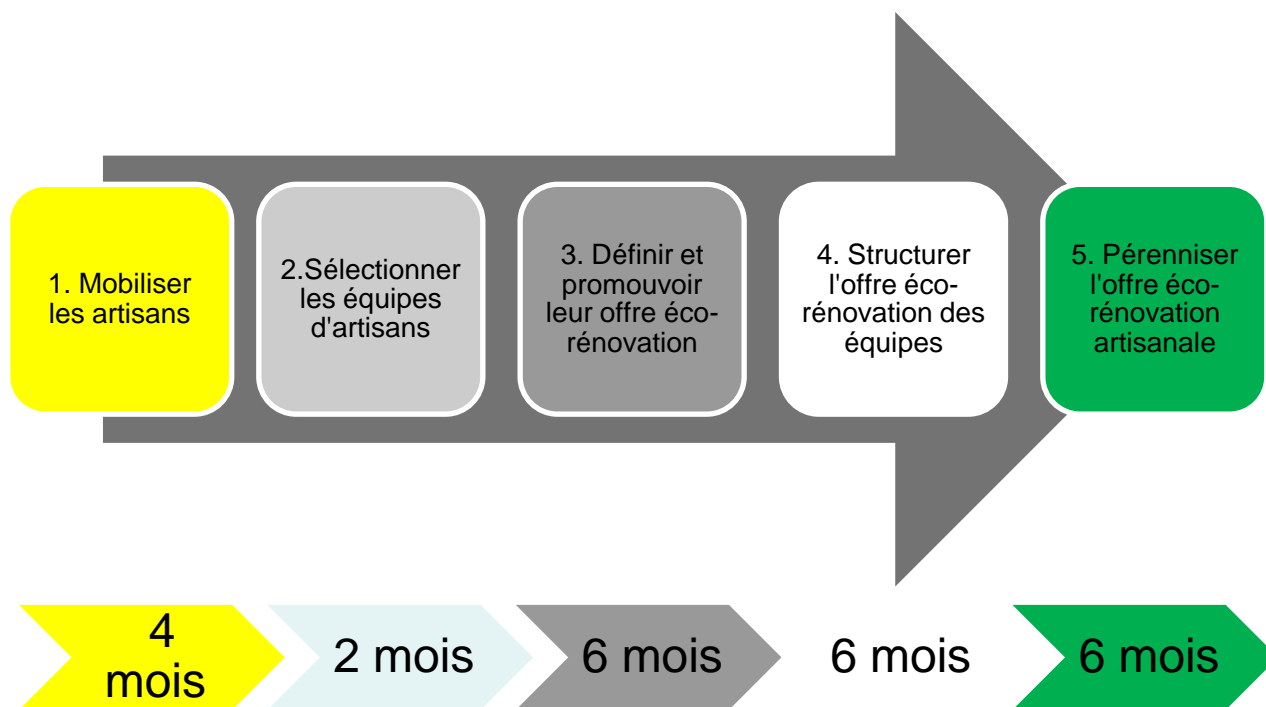 1. Mobiliser
les artisans
2.Sélectionner
les équipes
d'artisans
3. Définir et
promouvoir
leur offre éco-
rénovation
4. Structurer
l'offre éco-
rénovation des
équipes
5. Pérenniser
l'offre éco-
rénovation
artisanale
4
mois
2 mois
6 mois
6 mois
6 mois